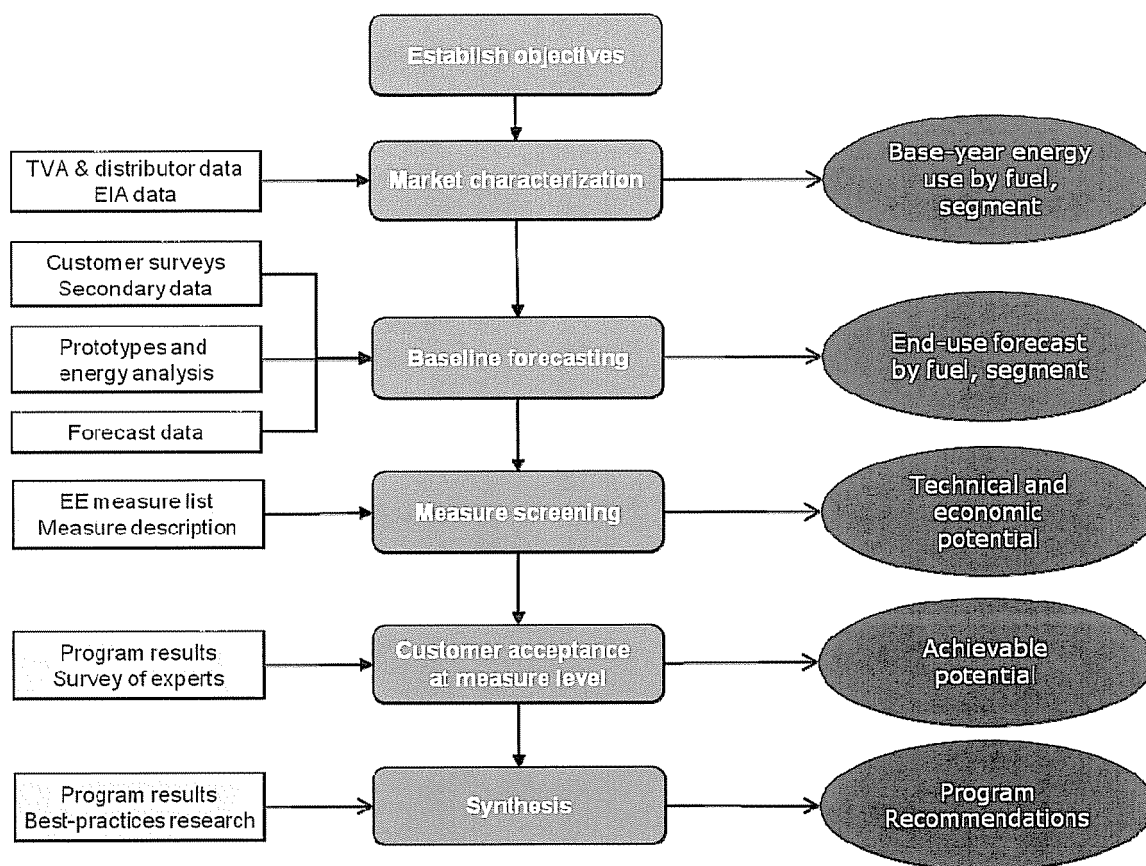 Establish objectives
TVA & distributor data
EIA data
Market characterization
Base-year energy
use by fuel,
segment
Customer surveys
Secondary data
Prototypes and
energy analysis
Forecast data
Baseline forecasting
End-use forecast
by fuel, segment
EE measure list
Measure description
Measure screening
Technical and
economic
potential
Program results
Survey of experts
Customer acceptance
at measure level
Achievable
potential
Program results
Best-practices research
Synthesis
Program
Recommendations